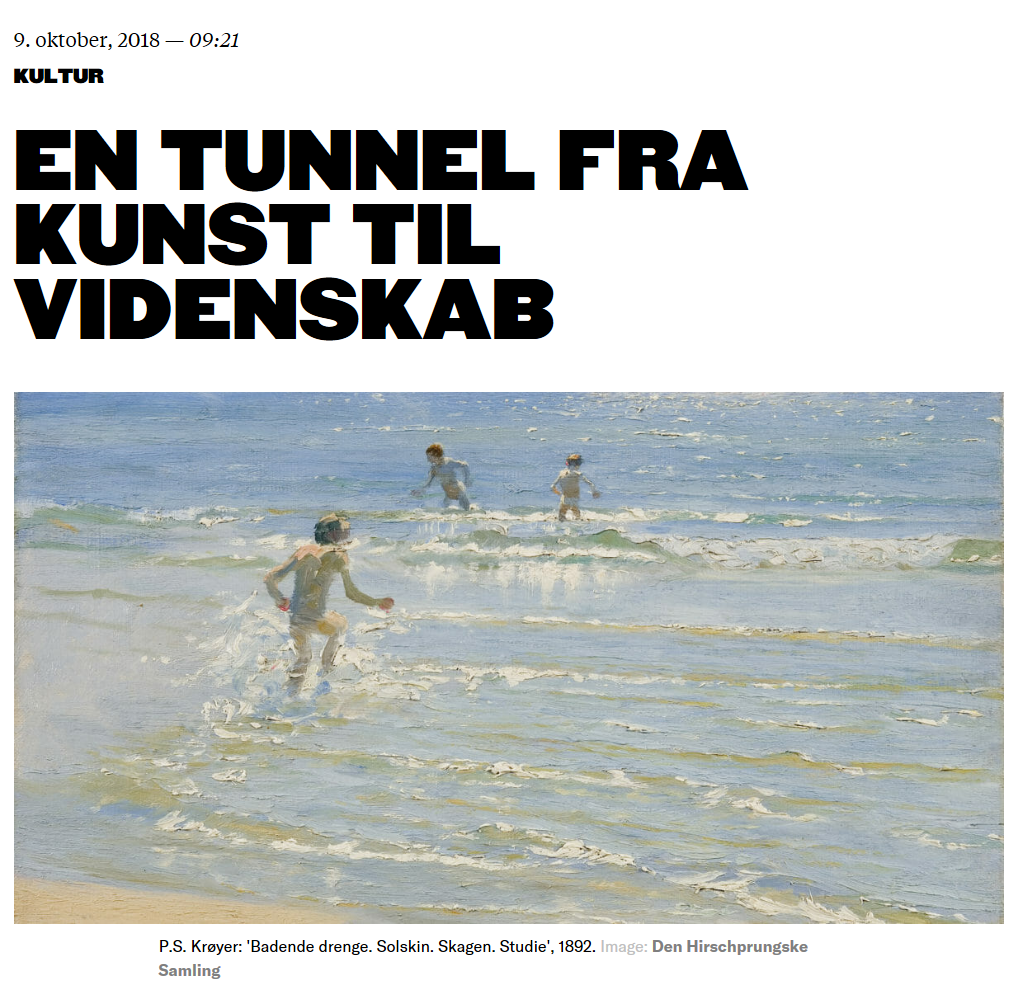 9. oktober, 2018 — 09:21
KULTUR
EN TUNNEL FRA
KUNST TIL
VIDENSKAB
P.S. Krøyer: 'Badende drenge. Solskin. Skagen. Studie', 1892. Image: Den Hirschprungske
Samling